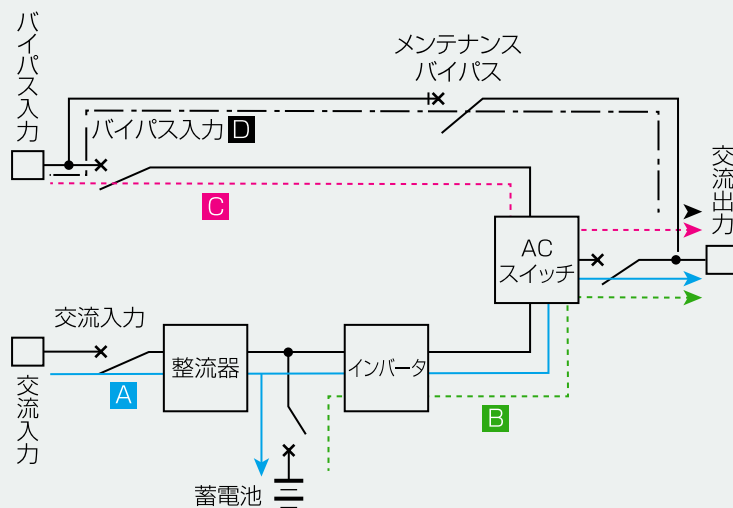 バイパス入力
メンテナンス
バイパス
バイパス入力 D
交流出力
C
AC
スイッチ
交流入力
整流器
インバータ
A
B
交流入力
蓄電池